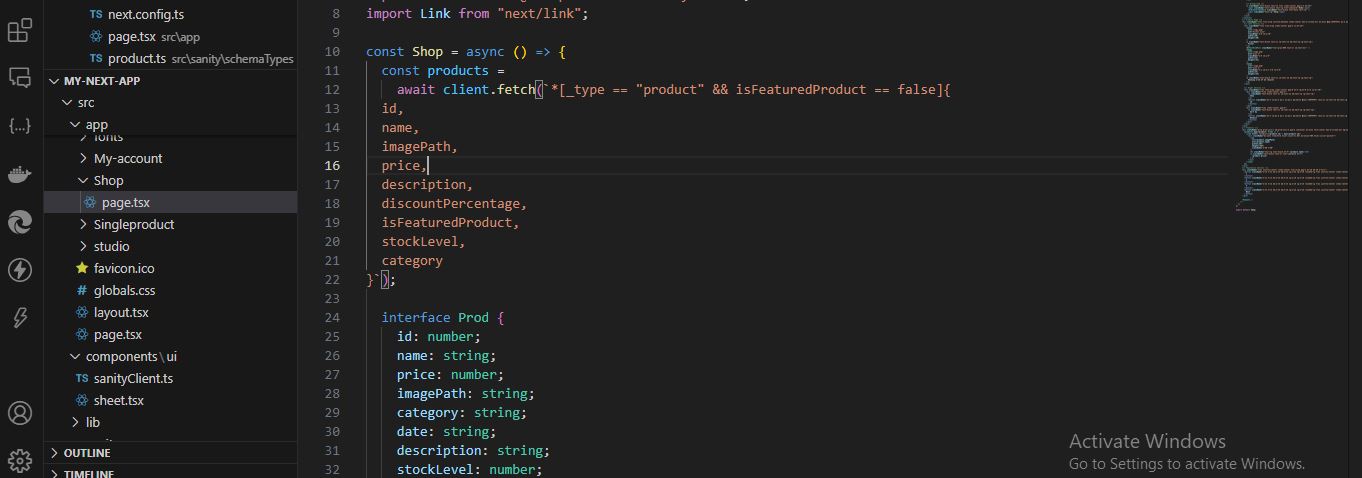 TS next.config.ts
page.tsx src\app
TS product.ts src\sanity\schemaTypes
MY-NEXT-APP
src
app
fonts
My-account
Shop
page.tsx
Singleproduct
studio
favicon.ico
# globals.css
layout.tsx
page.tsx
components\ui
TS sanityClient.ts
sheet.tsx
lib
OUTLINE
TIMELINE
8 import Link from "next/link";
9
10 const Shop = async () => {
11 const products =
12 await client.fetch(`*[_type == "product" && isFeaturedProduct == false]{
13 id,
14 name,
15 imagePath,
16 price,
17 description,
18 discountPercentage,
19 isFeaturedProduct,
20 stockLevel,
21 category
22 }`);
23
24 interface Prod {
25 id: number;
26 name: string;
27 price: number;
28 imagePath: string;
29 category: string;
30 date: string;
31 description: string;
32 stockLevel: number;
Activate Windows
Go to Settings to activate Windows.